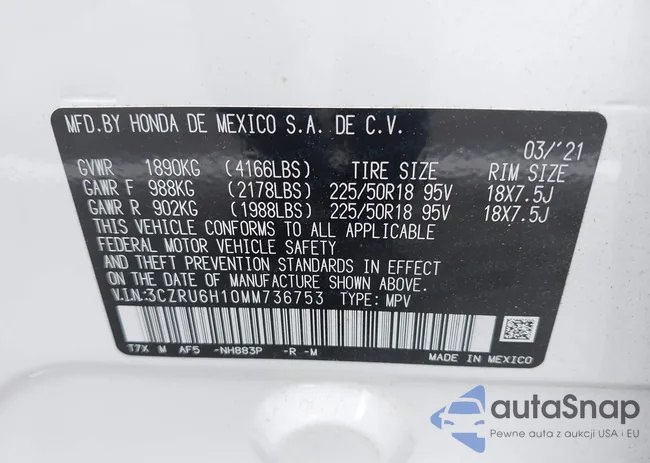 MFD.BY HONDA DE MEXICO S.A. DE C.V.
03/'21
GVWR 1890KG (4166LBS) TIRE SIZE RIM SIZE
GAWR F 988KG (2178LBS) 225/50R18 95V 18X7.5J
GAWR R 902KG (1988LBS) 225/50R18 95V 18X7.5J
THIS VEHICLE CONFORMS TO ALL APPLICABLE
FEDERAL MOTOR VEHICLE SAFETY
AND THEFT PREVENTION STANDARDS IN EFFECT
ON THE DATE OF MANUFACTURE SHOWN ABOVE.
V.I.N:3CZRU6H10MM736753 TYPE: MPV
T7X M AF5 -NH883P -R -M
MADE IN MEXICO
autaSnap
Pewne auta z aukcji USA i EU